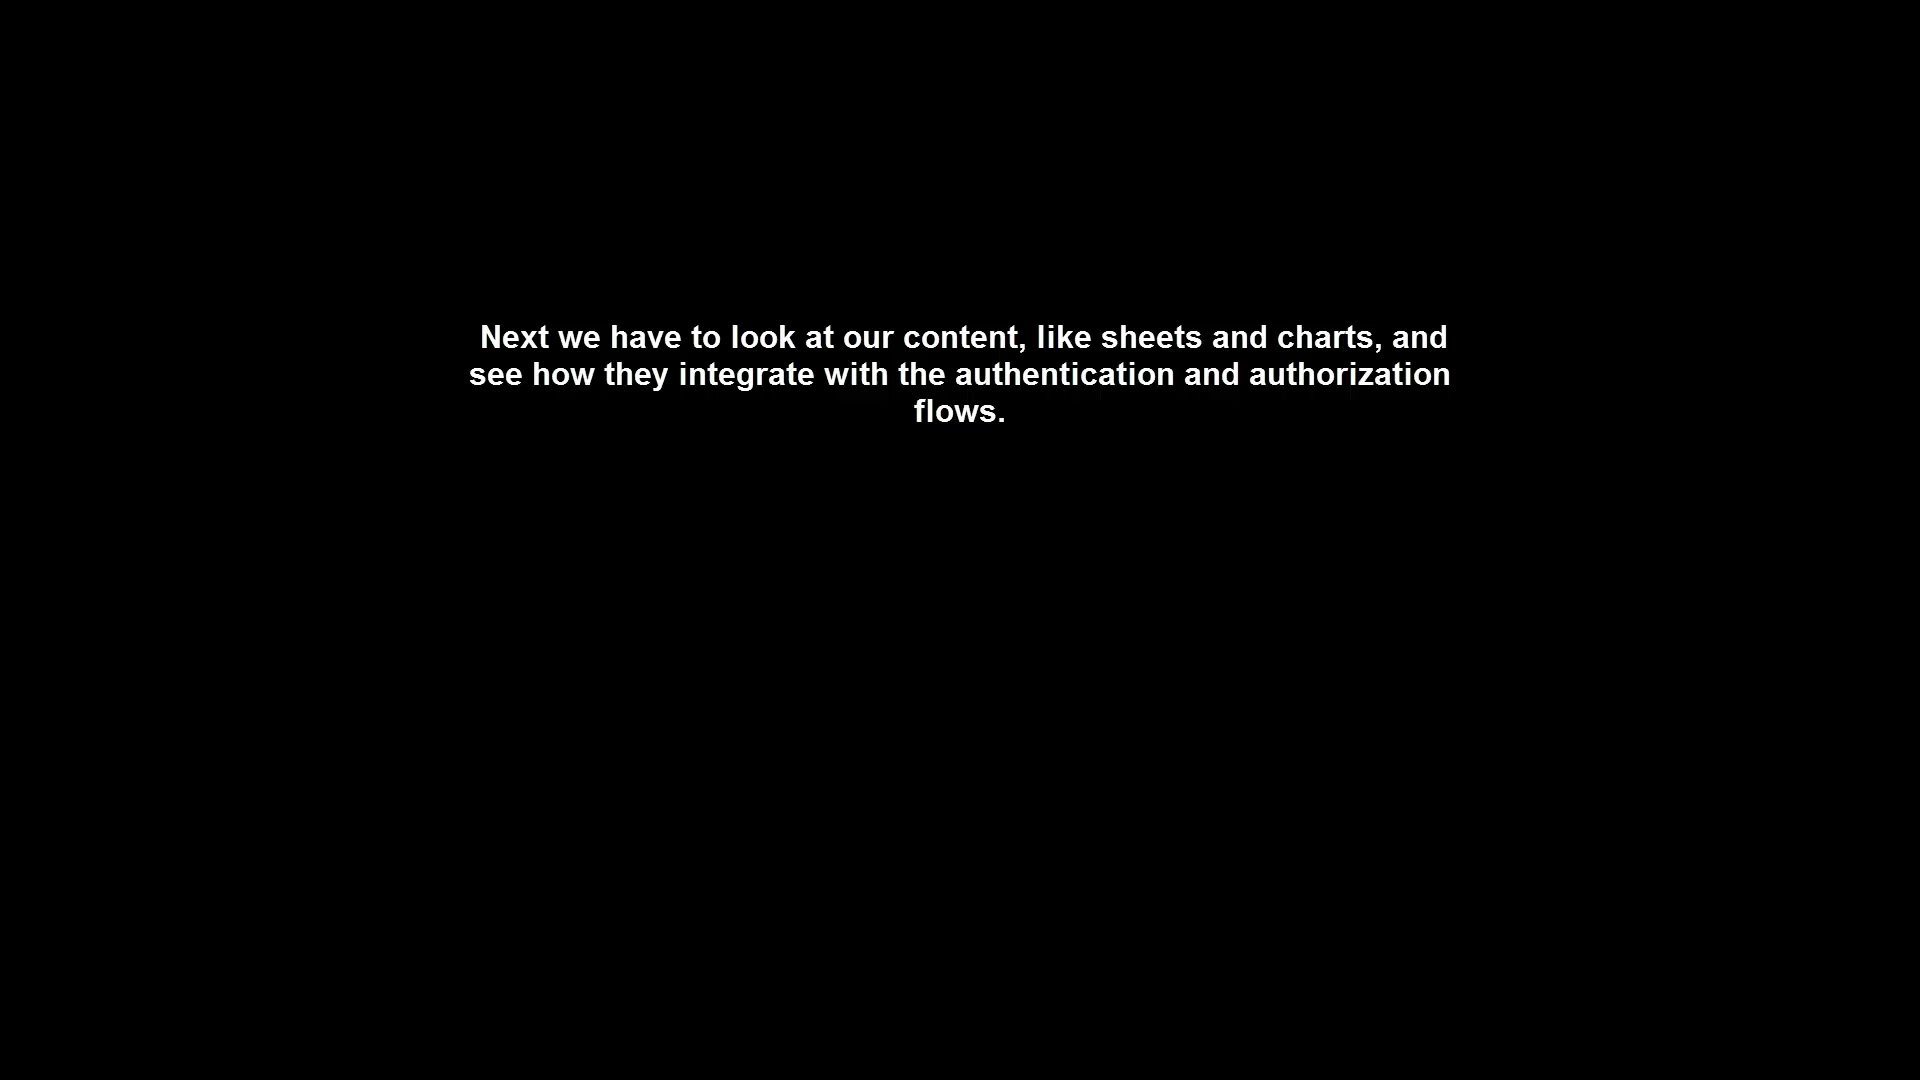 Next we have to look at our content, like sheets and charts, and
see how they integrate with the authentication and authorization
flows.